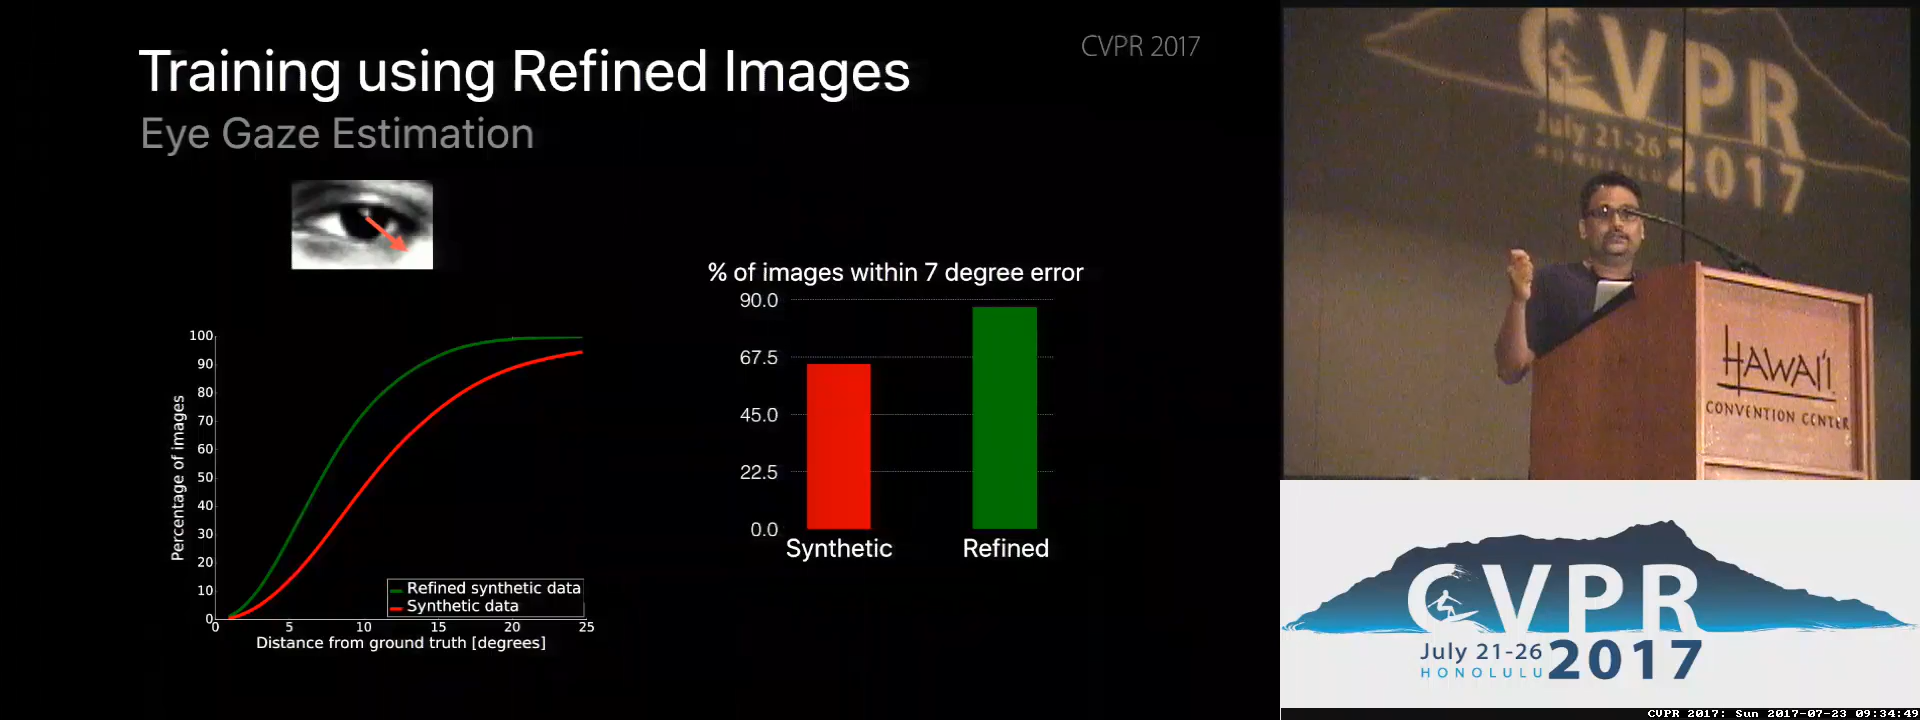 Training using Refined Images
Eye Gaze Estimation
CVPR 2017
% of images within 7 degree error
90.0
67.5
45.0
22.5
0.0
Synthetic
Refined
100
90
80
70
60
50
40
30
20
10
0
0 5 10 15 20 25
Percentage of images
Distance from ground truth [degrees]
Refined synthetic data
Synthetic data
CVPR
July 21-26
HONOLULU
2017
HAWAI'I
CONVENTION CENTER
CVPR
July 21-26
HONOLULU
2017
CVPR 2017: Sun 2017-07-23 09:34:49